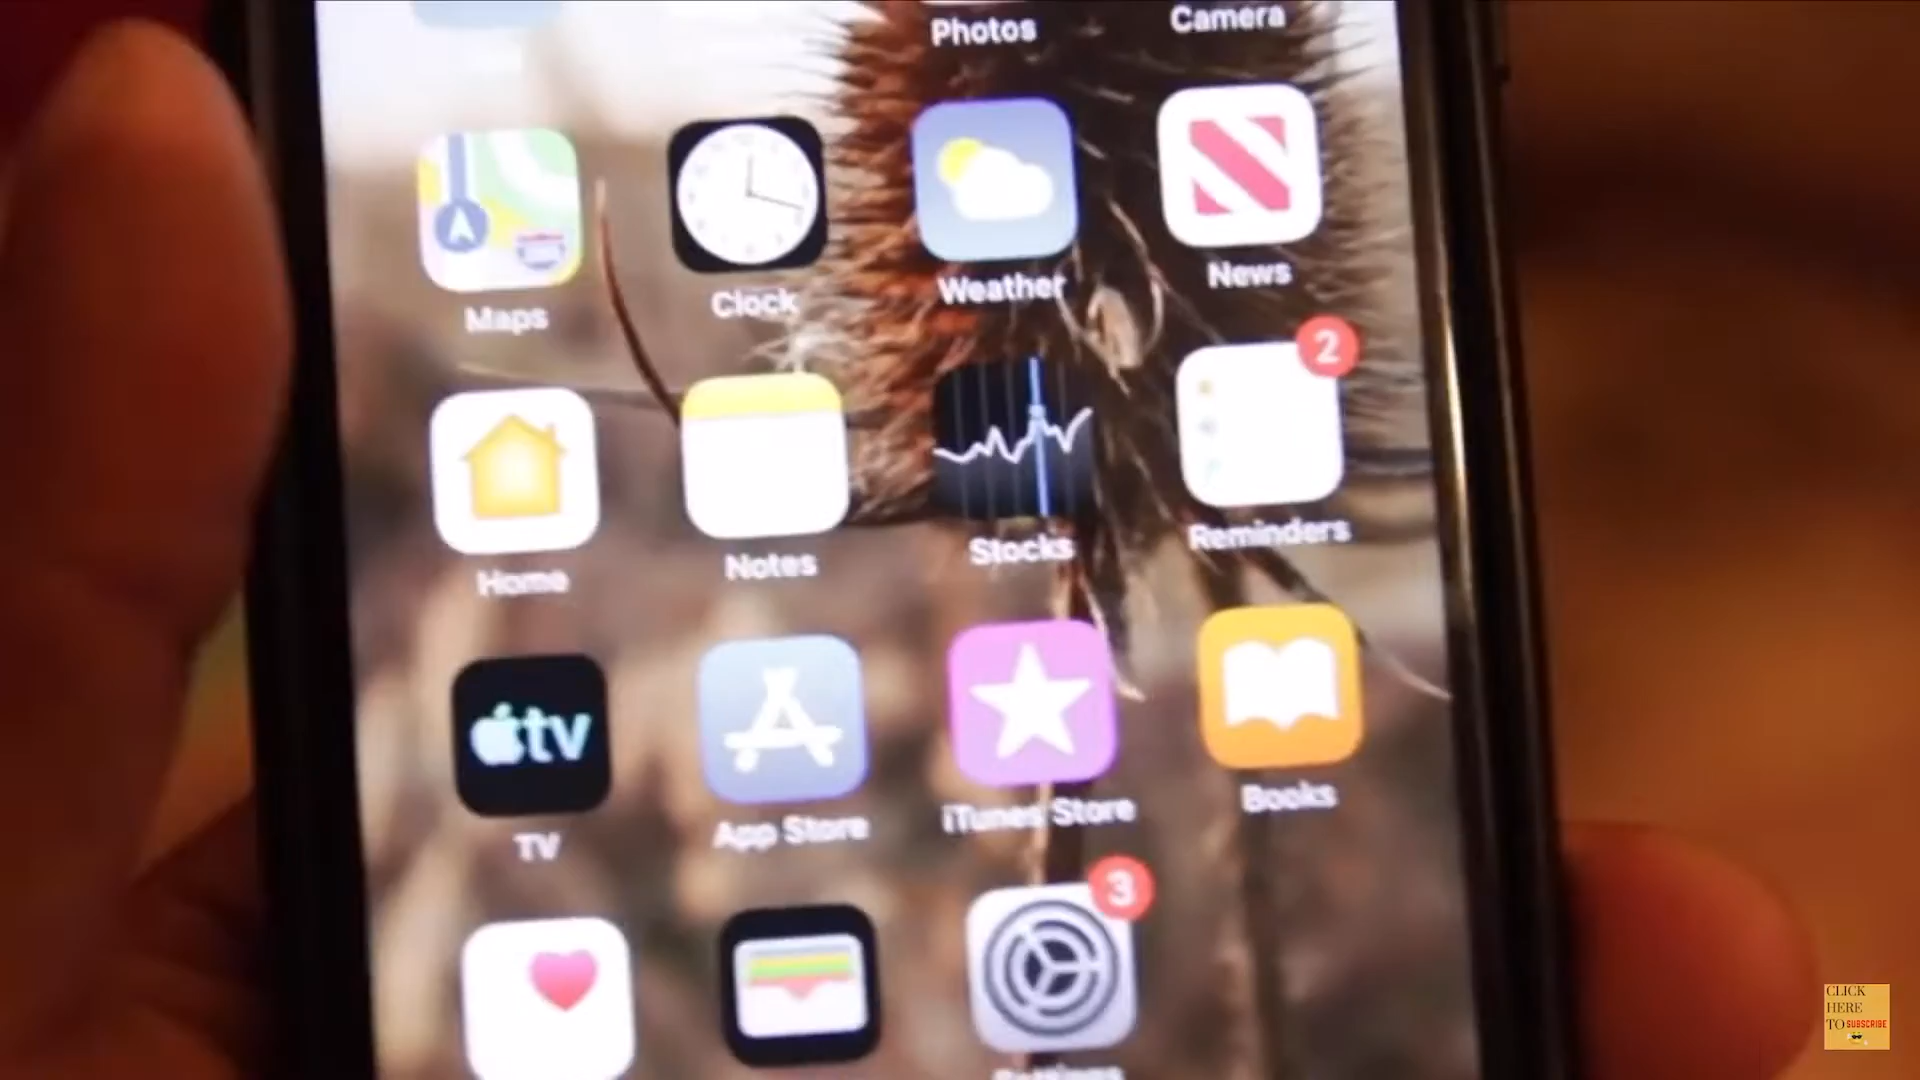 Photos
Camera
Maps
Clock
Weather
News
2
Home
Notes
Stocks
Reminders
tv
TV
App Store
iTunes Store
Books
3
Settings
CLICK
HERE
TO SUBSCRIBE